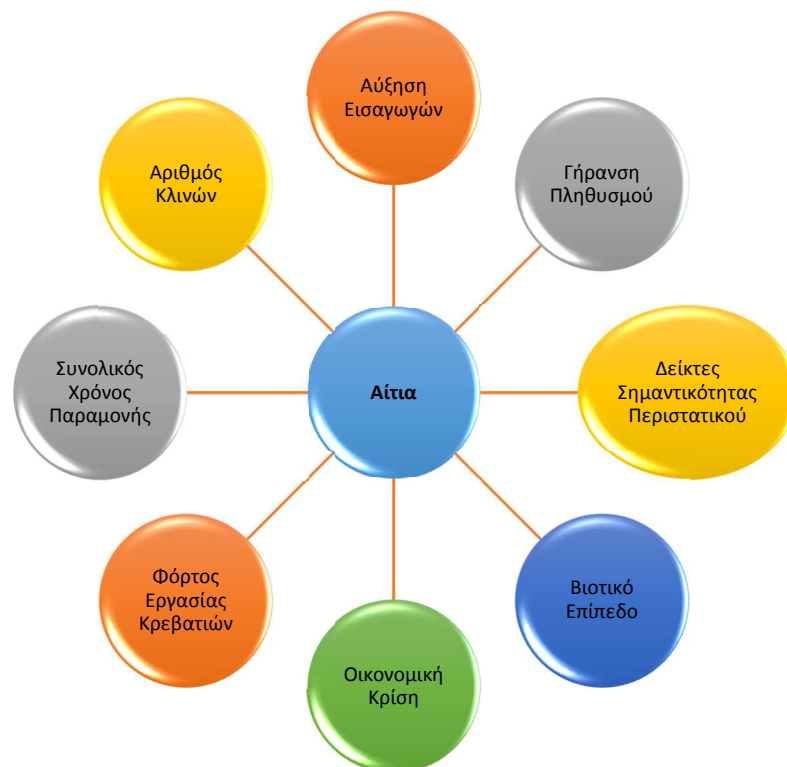 Αύξηση
Εισαγωγών
Γήρανση
Πληθυσμού
Δείκτες
Σημαντικότητας
Περιστατικού
Βιοτικό
Επίπεδο
Οικονομική
Κρίση
Φόρτος
Εργασίας
Κρεβατιών
Συνολικός
Χρόνος
Παραμονής
Αριθμός
Κλινών
Αίτια